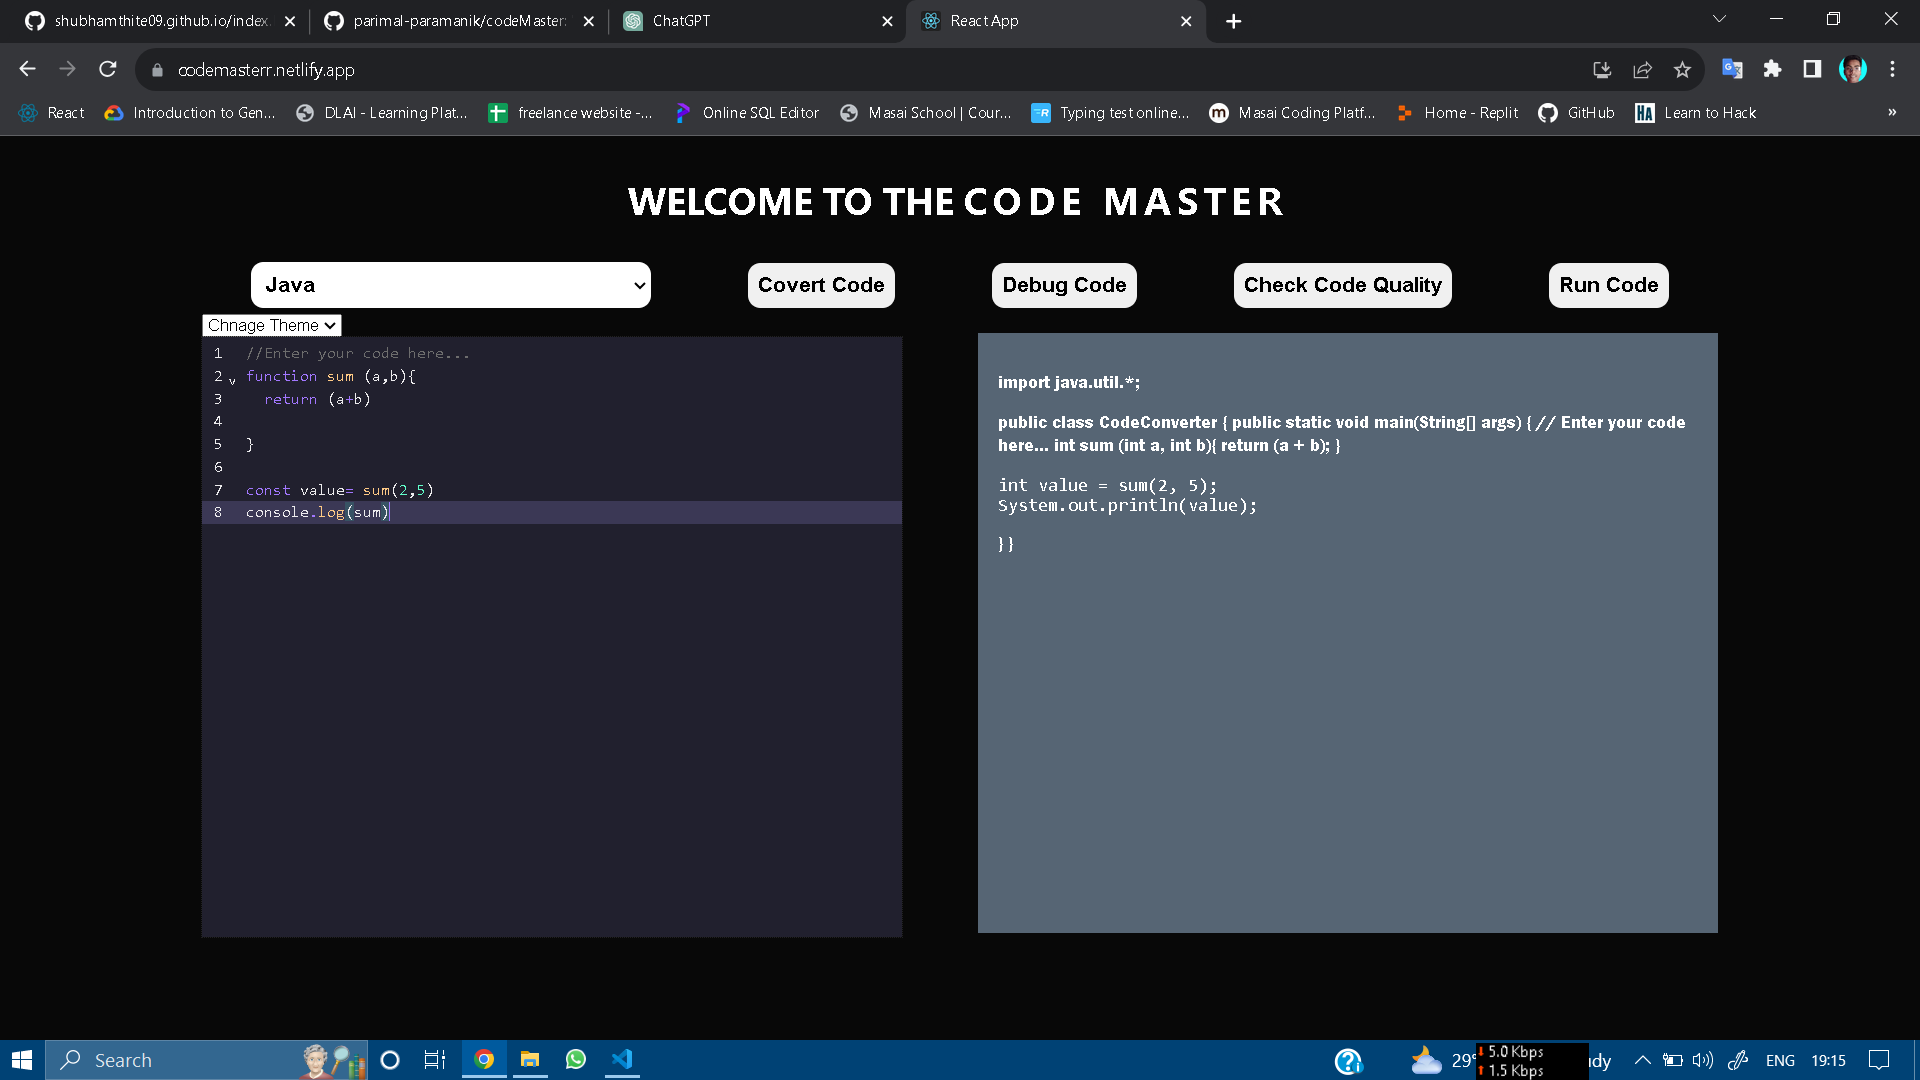 shubhamthite09.github.io/index.
parimal-paramanik/codeMaster:
ChatGPT
React App
codemasterr.netlify.app
React
Introduction to Gen...
DLAI - Learning Plat...
freelance website -...
Online SQL Editor
Masai School | Cour...
Typing test online...
Masai Coding Platf...
Home - Replit
GitHub
HA Learn to Hack
»
WELCOME TO THE CODE MASTER
Java
Covert Code
Debug Code
Check Code Quality
Run Code
Chnage Theme
1 //Enter your code here...
2 function sum (a,b){
3 return (a+b)
4
5 }
6
7 const value= sum(2,5)
8 console.log(sum)
import java.util.*;
public class CodeConverter { public static void main(String[] args) { // Enter your code
here... int sum (int a, int b){ return (a + b); }
int value = sum(2, 5);
System.out.println(value);
} }
Search
29°
5.0 Kbps
1.5 Kbps
ENG
19:15